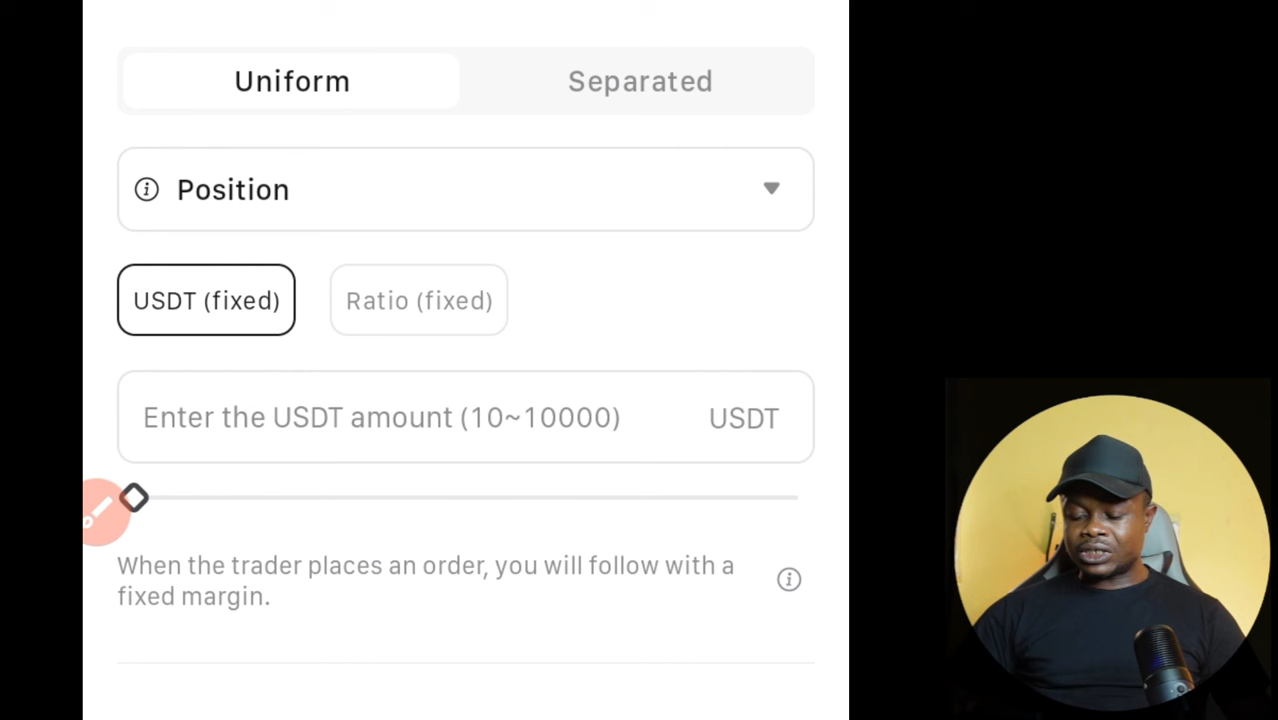 Uniform
Separated
Position
USDT (fixed)
Ratio (fixed)
Enter the USDT amount (10~10000)
USDT
When the trader places an order, you will follow with a
fixed margin.